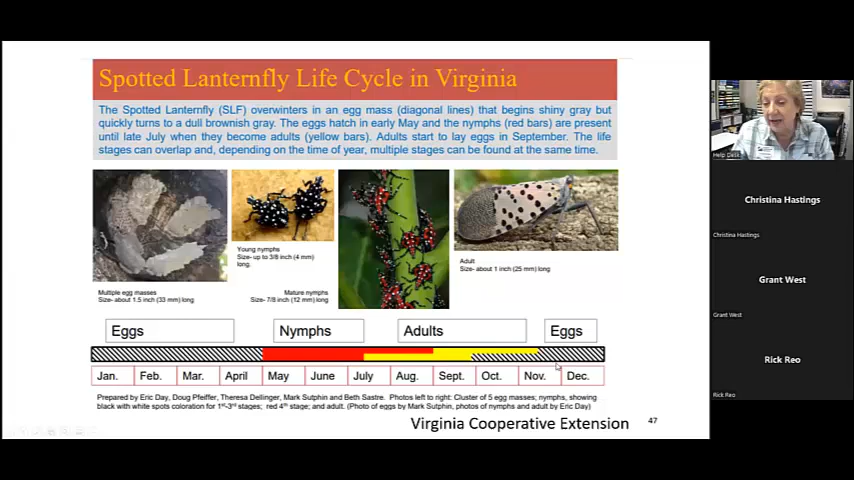 Spotted Lanternfly Life Cycle in Virginia
The Spotted Lanternfly (SLF) overwinters in an egg mass (diagonal lines) that begins shiny gray but
quickly turns to a dull brownish gray. The eggs hatch in early May and the nymphs (red bars) are present
until late July when they become adults (yellow bars). Adults start to lay eggs in September. The life
stages can overlap and, depending on the time of year, multiple stages can be found at the same time.
Multiple egg masses
Size- about 1.5 inch (33 mm) long
Young nymphs
Size- up to 3/8 inch (4 mm)
long.
Mature nymphs
Size- 7/8 inch (12 mm) long
Adult
Size- about 1 inch (25 mm) long
Eggs
Nymphs
Adults
Eggs
Jan.
Feb.
Mar.
April
May
June
July
Aug.
Sept.
Oct.
Nov.
Dec.
Prepared by Eric Day, Doug Pfeiffer, Theresa Dellinger, Mark Sutphin and Beth Sastre. Photos left to right: Cluster of 5 egg masses; nymphs, showing
black with white spots coloration for 1st-3rd stages; red 4th stage; and adult. (Photo of eggs by Mark Sutphin, photos of nymphs and adult by Eric Day)
Virginia Cooperative Extension
47
Help Desk
Christina Hastings
Christina Hastings
Grant West
Grant West
Rick Reo
Rick Reo